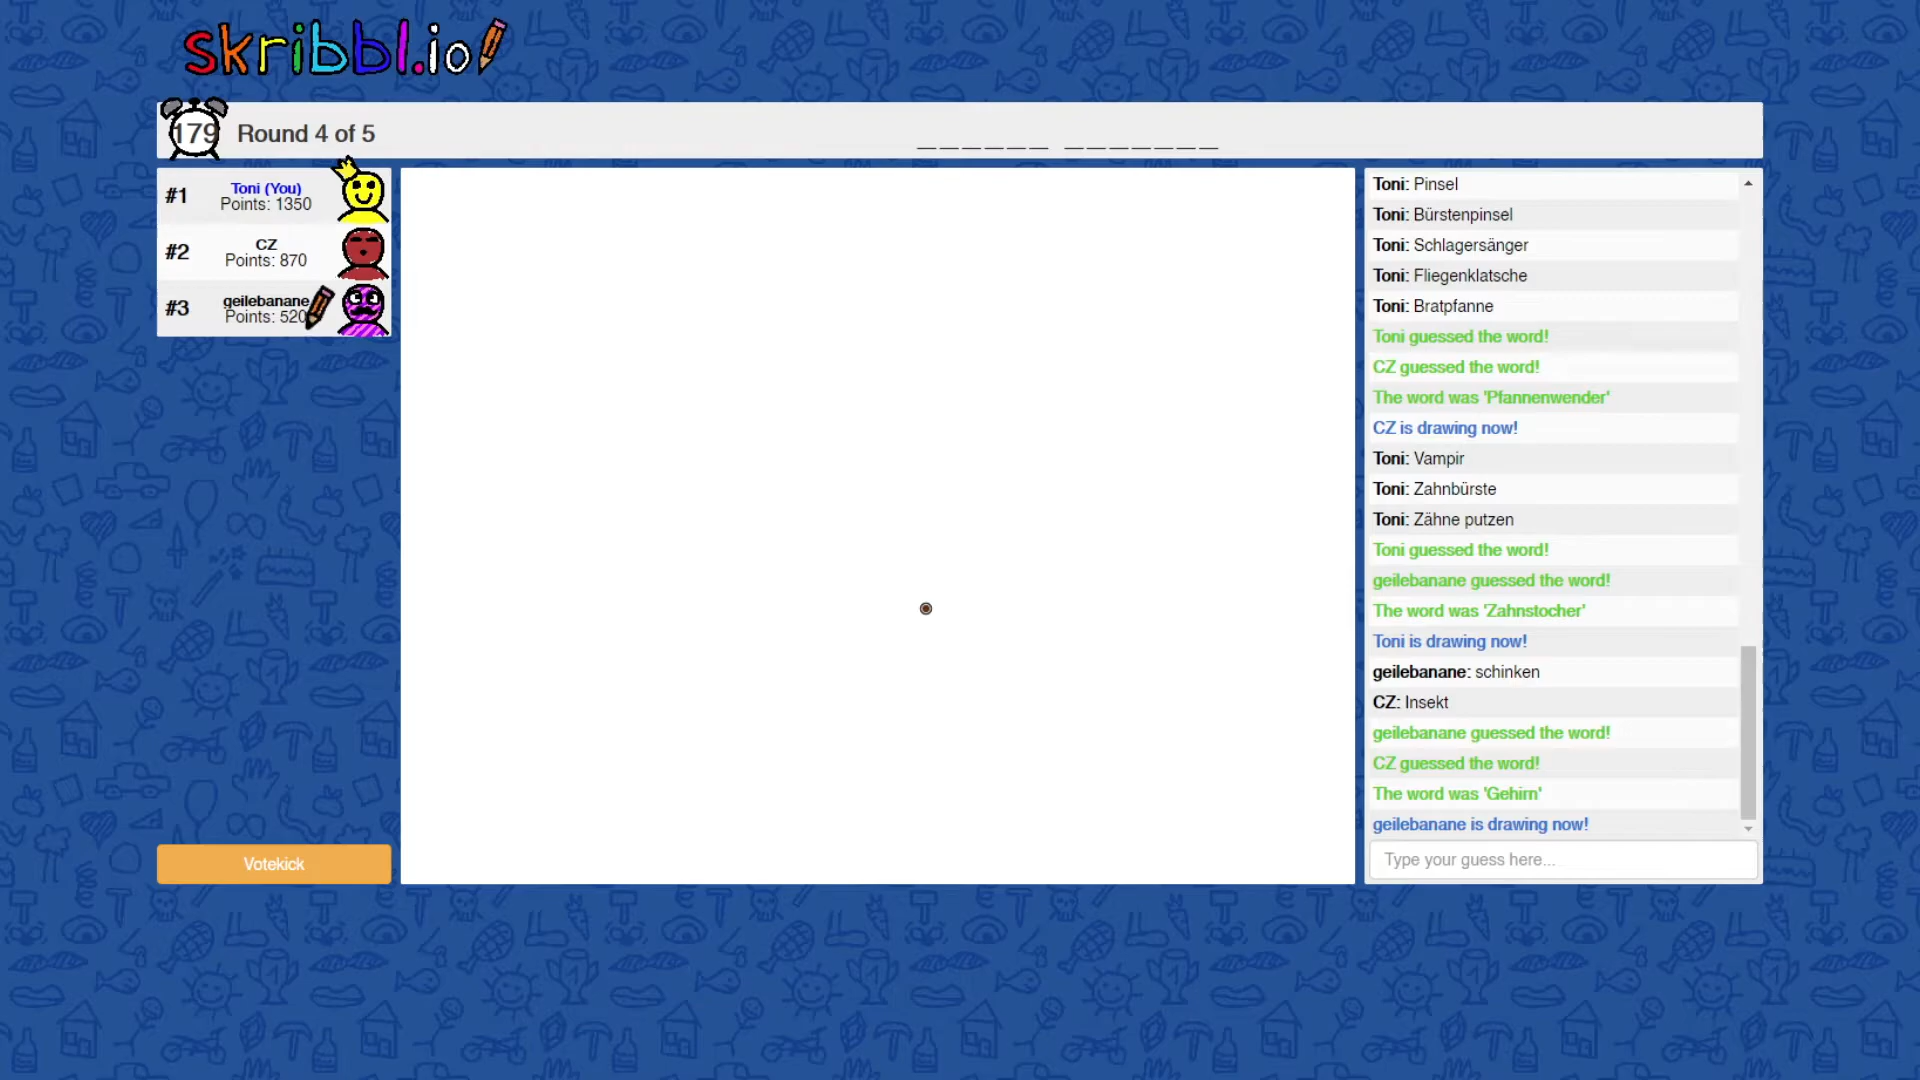 skribbl.io
179
Round 4 of 5
______ _______
#1
Toni (You)
Points: 1350
#2
CZ
Points: 870
#3
geilebanane
Points: 520
Votekick
Toni: Pinsel
Toni: Bürstenpinsel
Toni: Schlagersänger
Toni: Fliegenklatsche
Toni: Bratpfanne
Toni guessed the word!
CZ guessed the word!
The word was 'Pfannenwender'
CZ is drawing now!
Toni: Vampir
Toni: Zahnbürste
Toni: Zähne putzen
Toni guessed the word!
geilebanane guessed the word!
The word was 'Zahnstocher'
Toni is drawing now!
geilebanane: schinken
CZ: Insekt
geilebanane guessed the word!
CZ guessed the word!
The word was 'Gehirn'
geilebanane is drawing now!
Type your guess here...